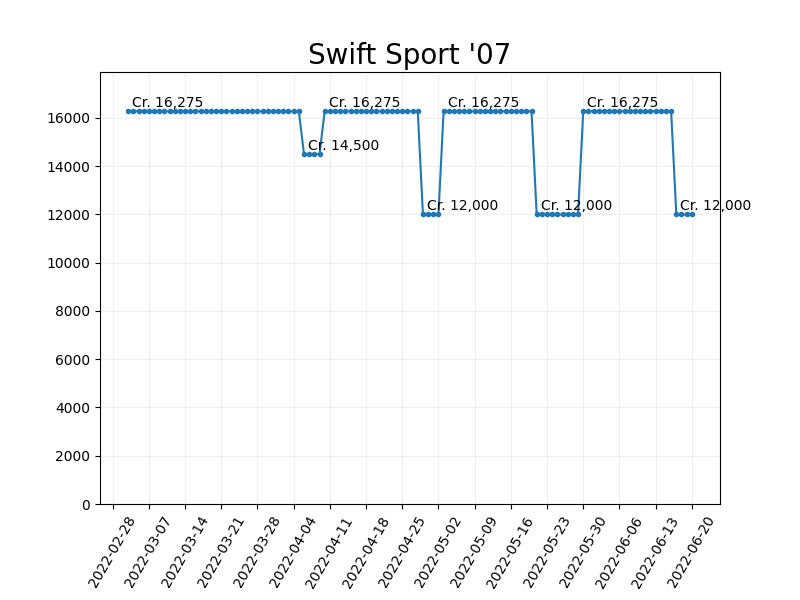 Swift Sport '07
Cr. 16,275
Cr. 16,275
Cr. 16,275
Cr. 16,275
Cr. 14,500
Cr. 12,000
Cr. 12,000
Cr. 12,000
16000
14000
12000
10000
8000
6000
4000
2000
0
2022-02-28
2022-03-07
2022-03-14
2022-03-21
2022-03-28
2022-04-04
2022-04-11
2022-04-18
2022-04-25
2022-05-02
2022-05-09
2022-05-16
2022-05-23
2022-05-30
2022-06-06
2022-06-13
2022-06-20